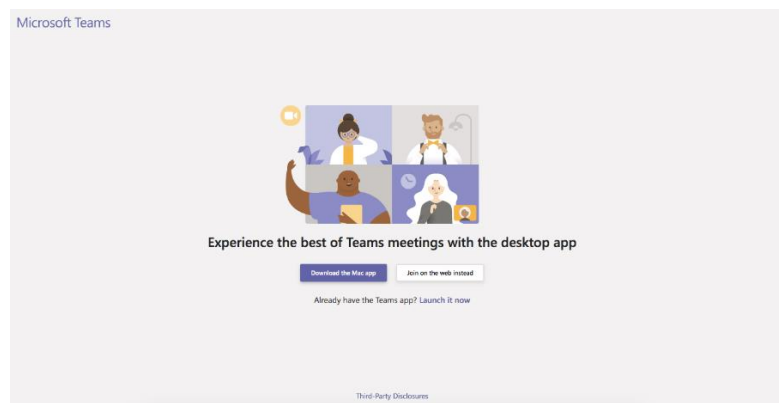 Microsoft Teams
Experience the best of Teams meetings with the desktop app
Download the Mac app
Join on the web instead
Already have the Teams app? Launch it now
Third-Party Disclosures